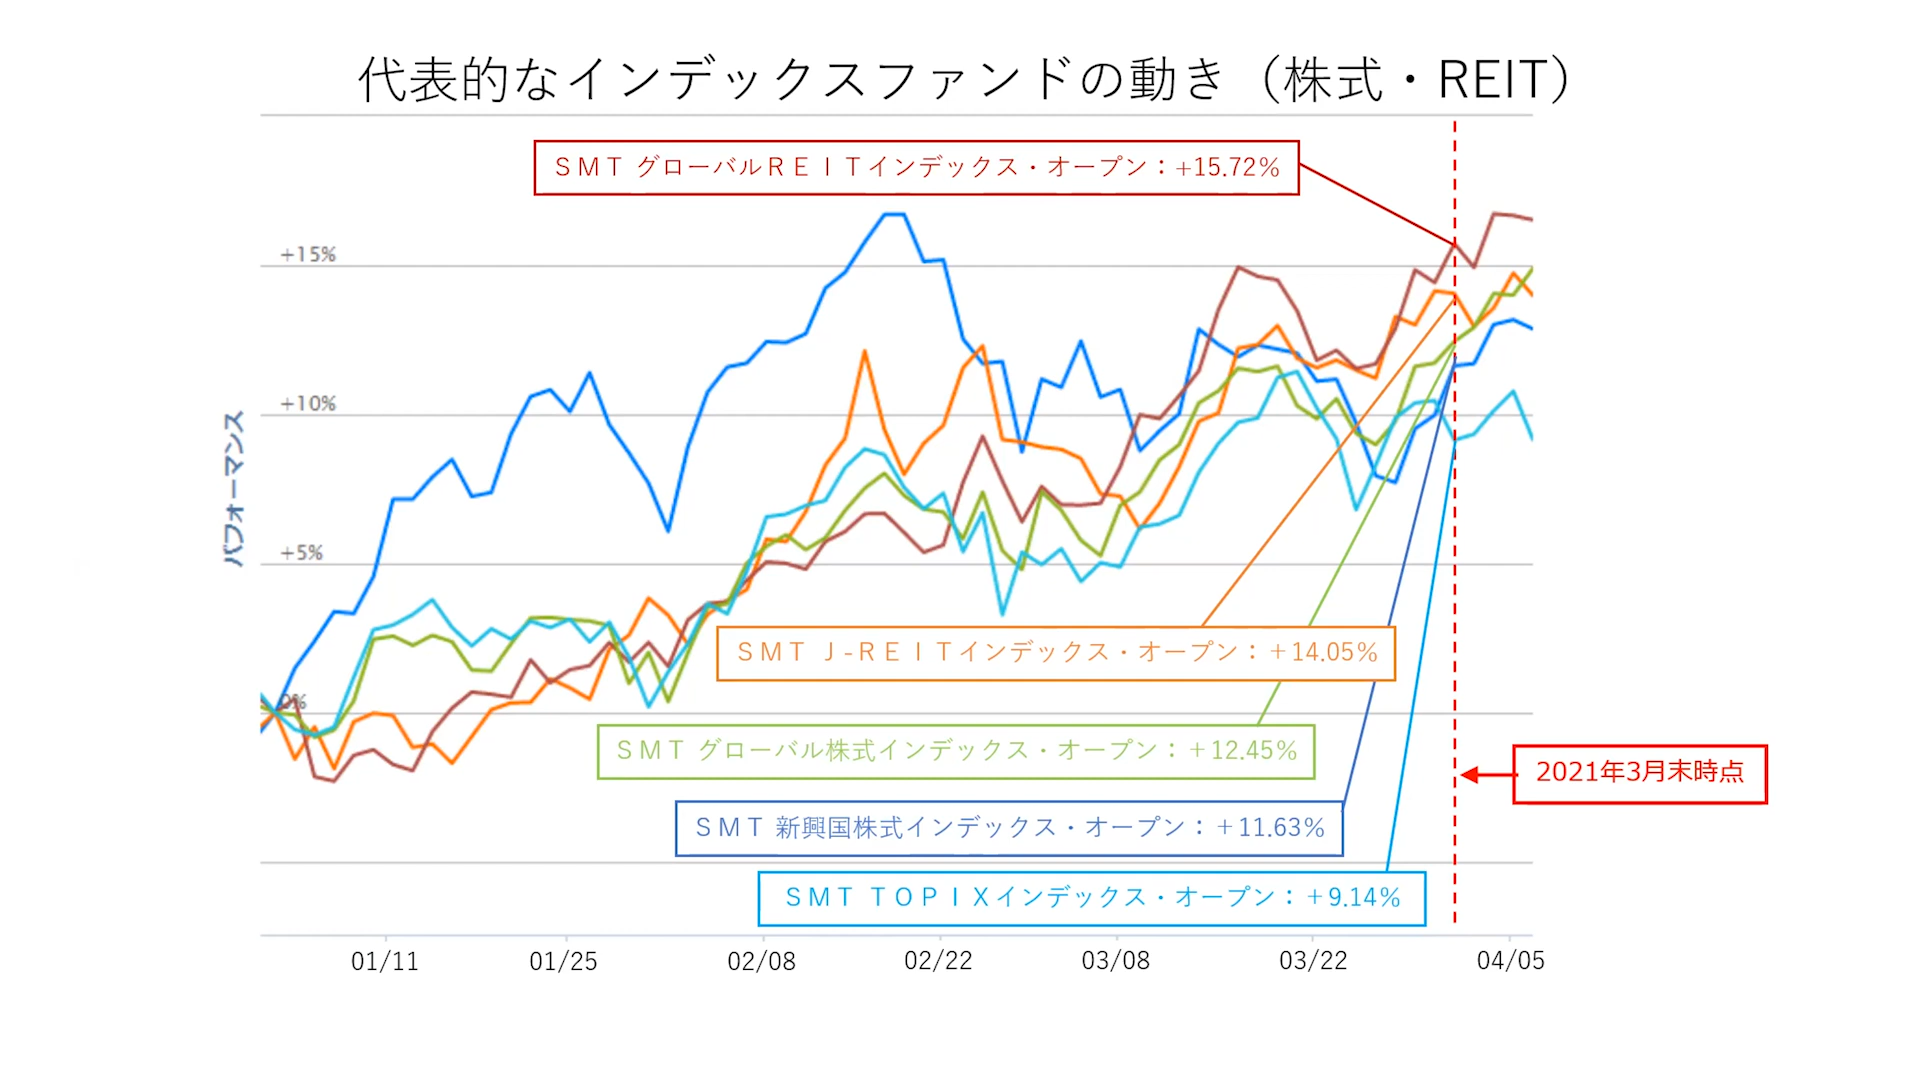 代表的なインデックスファンドの動き（株式・REIT）
ＳＭＴ グローバルＲＥＩＴインデックス・オープン：+15.72%
+15%
+10%
+5%
0%
パフォーマンス
ＳＭＴ Ｊ-ＲＥＩＴインデックス・オープン：＋14.05%
ＳＭＴ グローバル株式インデックス・オープン：＋12.45%
2021年3月末時点
ＳＭＴ 新興国株式インデックス・オープン：＋11.63%
ＳＭＴ ＴＯＰＩＸインデックス・オープン：＋9.14%
01/11 01/25 02/08 02/22 03/08 03/22 04/05